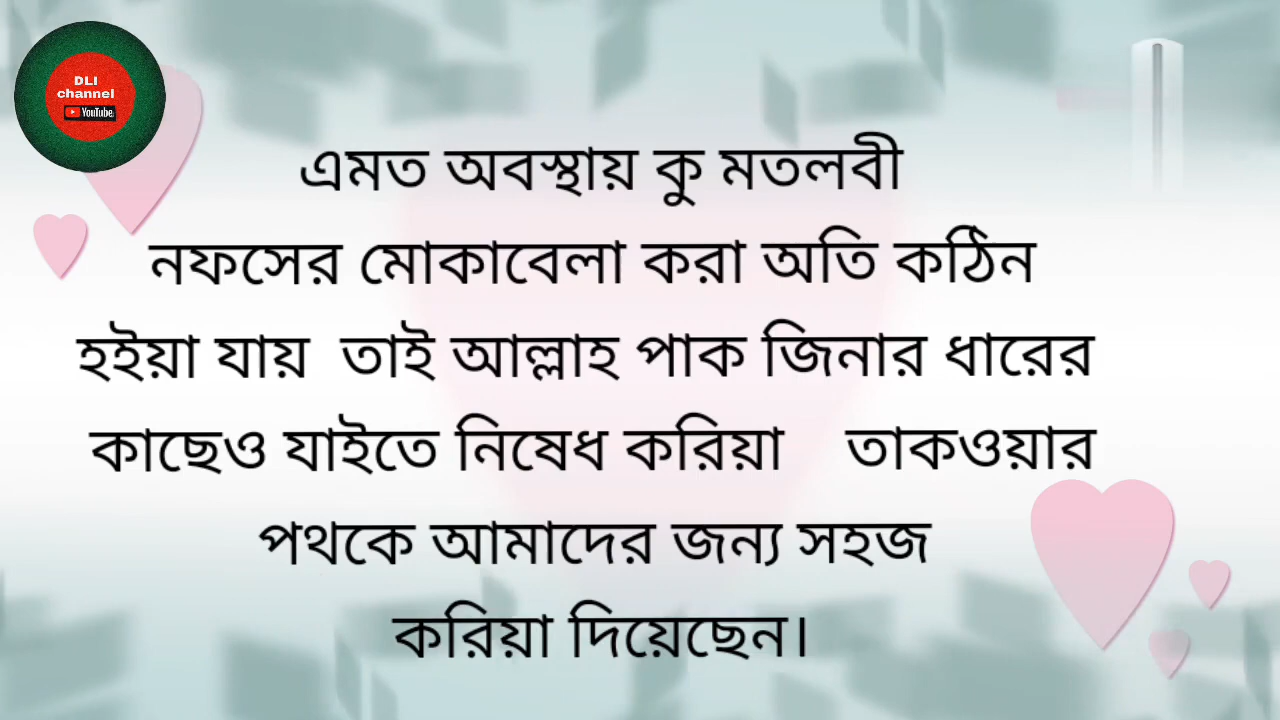 DLI
channel
YouTube
এমত অবস্থায় কু মতলবী
নফসের মোকাবেলা করা অতি কঠিন
হইয়া যায় তাই আল্লাহ পাক জিনার ধারের
কাছেও যাইতে নিষেধ করিয়া তাকওয়ার
পথকে আমাদের জন্য সহজ
করিয়া দিয়েছেন।